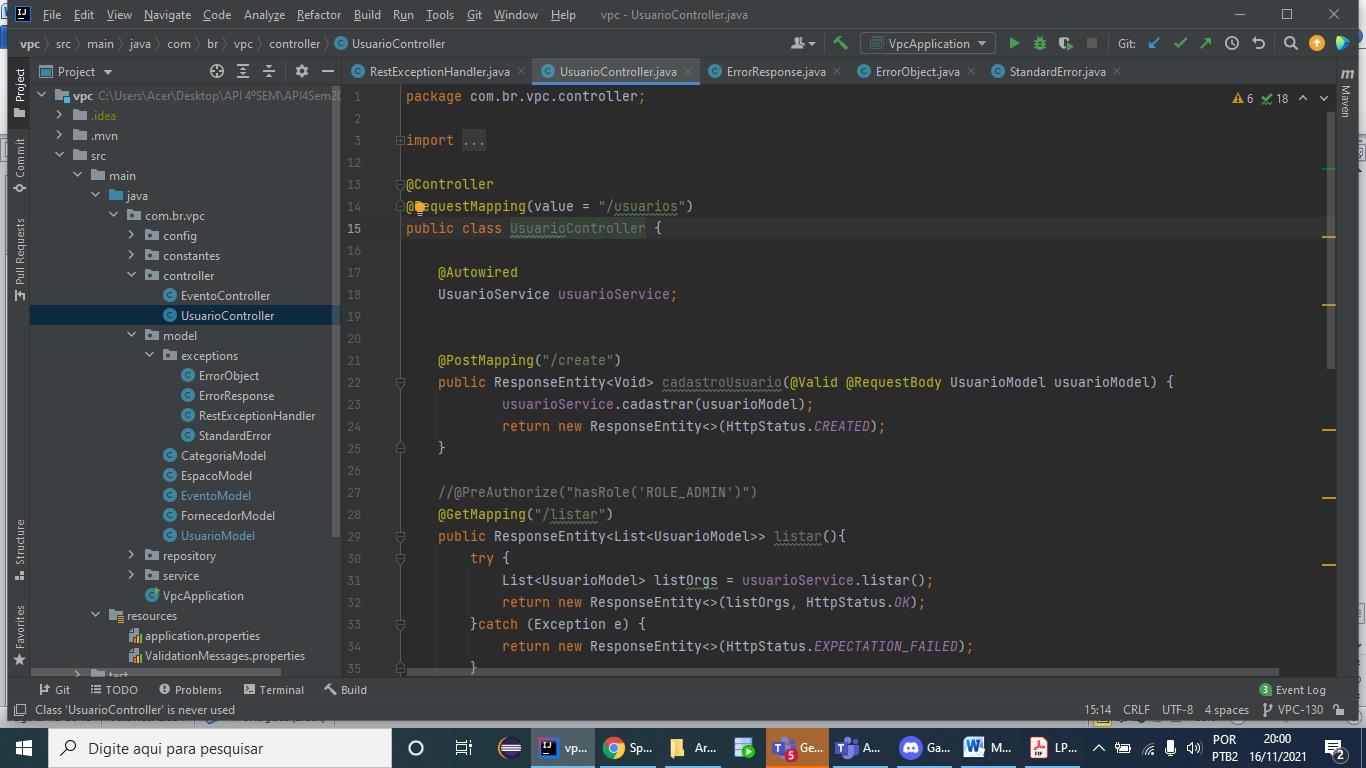 File Edit View Navigate Code Analyze Refactor Build Run Tools Git Window Help vpc - UsuarioController.java
vpc src main java com br vpc controller UsuarioController VpcApplication Git:
Project RestExceptionHandler.java UsuarioController.java ErrorResponse.java ErrorObject.java StandardError.java
Project
Commit
Pull Requests
Structure
Favorites
Maven
vpc C:\Users\Acer\Desktop\API 4ºSEM\API4Sem20
.idea
.mvn
src
main
java
com.br.vpc
config
constantes
controller
EventoController
UsuarioController
model
exceptions
ErrorObject
ErrorResponse
RestExceptionHandler
StandardError
CategoriaModel
EspacoModel
EventoModel
FornecedorModel
UsuarioModel
repository
service
VpcApplication
resources
application.properties
ValidationMessages.properties
test
6 18
1 package com.br.vpc.controller;
2
3 import ...
12
13 @Controller
14 @RequestMapping(value = "/usuarios")
15 public class UsuarioController {
16
17 @Autowired
18 UsuarioService usuarioService;
19
20
21 @PostMapping("/create")
22 public ResponseEntity<Void> cadastroUsuario(@Valid @RequestBody UsuarioModel usuarioModel) {
23 usuarioService.cadastrar(usuarioModel);
24 return new ResponseEntity<>(HttpStatus.CREATED);
25 }
26
27 //@PreAuthorize("hasRole('ROLE_ADMIN')")
28 @GetMapping("/listar")
29 public ResponseEntity<List<UsuarioModel>> listar(){
30 try {
31 List<UsuarioModel> listOrgs = usuarioService.listar();
32 return new ResponseEntity<>(listOrgs, HttpStatus.OK);
33 }catch (Exception e) {
34 return new ResponseEntity<>(HttpStatus.EXPECTATION_FAILED);
35 }
Git TODO Problems Terminal Build 3 Event Log
Class 'UsuarioController' is never used 15:14 CRLF UTF-8 4 spaces VPC-130
Digite aqui para pesquisar vp... Sp... Ar... 5 Ge... A... Ga... M... LP... POR 20:00
PTB2 16/11/2021 2